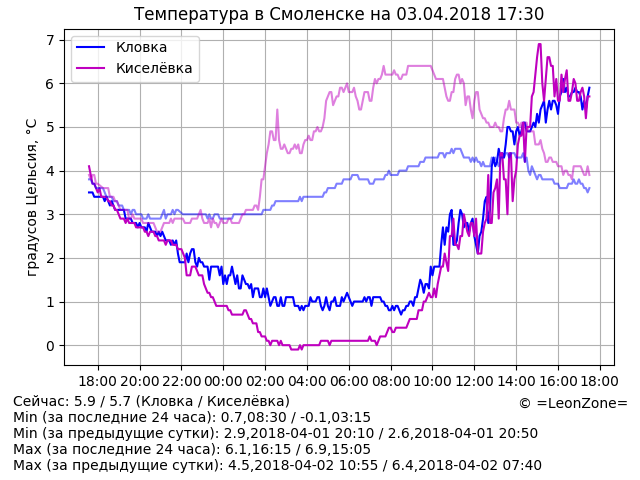 Температура в Смоленске на 03.04.2018 17:30
градусов Цельсия, °C
7
6
5
4
3
2
1
0
Кловка
Киселёвка
18:00 20:00 22:00 00:00 02:00 04:00 06:00 08:00 10:00 12:00 14:00 16:00 18:00
Сейчас: 5.9 / 5.7 (Кловка / Киселёвка)
© =LeonZone=
Min (за последние 24 часа): 0.7,08:30 / -0.1,03:15
Min (за предыдущие сутки): 2.9,2018-04-01 20:10 / 2.6,2018-04-01 20:50
Max (за последние 24 часа): 6.1,16:15 / 6.9,15:05
Max (за предыдущие сутки): 4.5,2018-04-02 10:55 / 6.4,2018-04-02 07:40